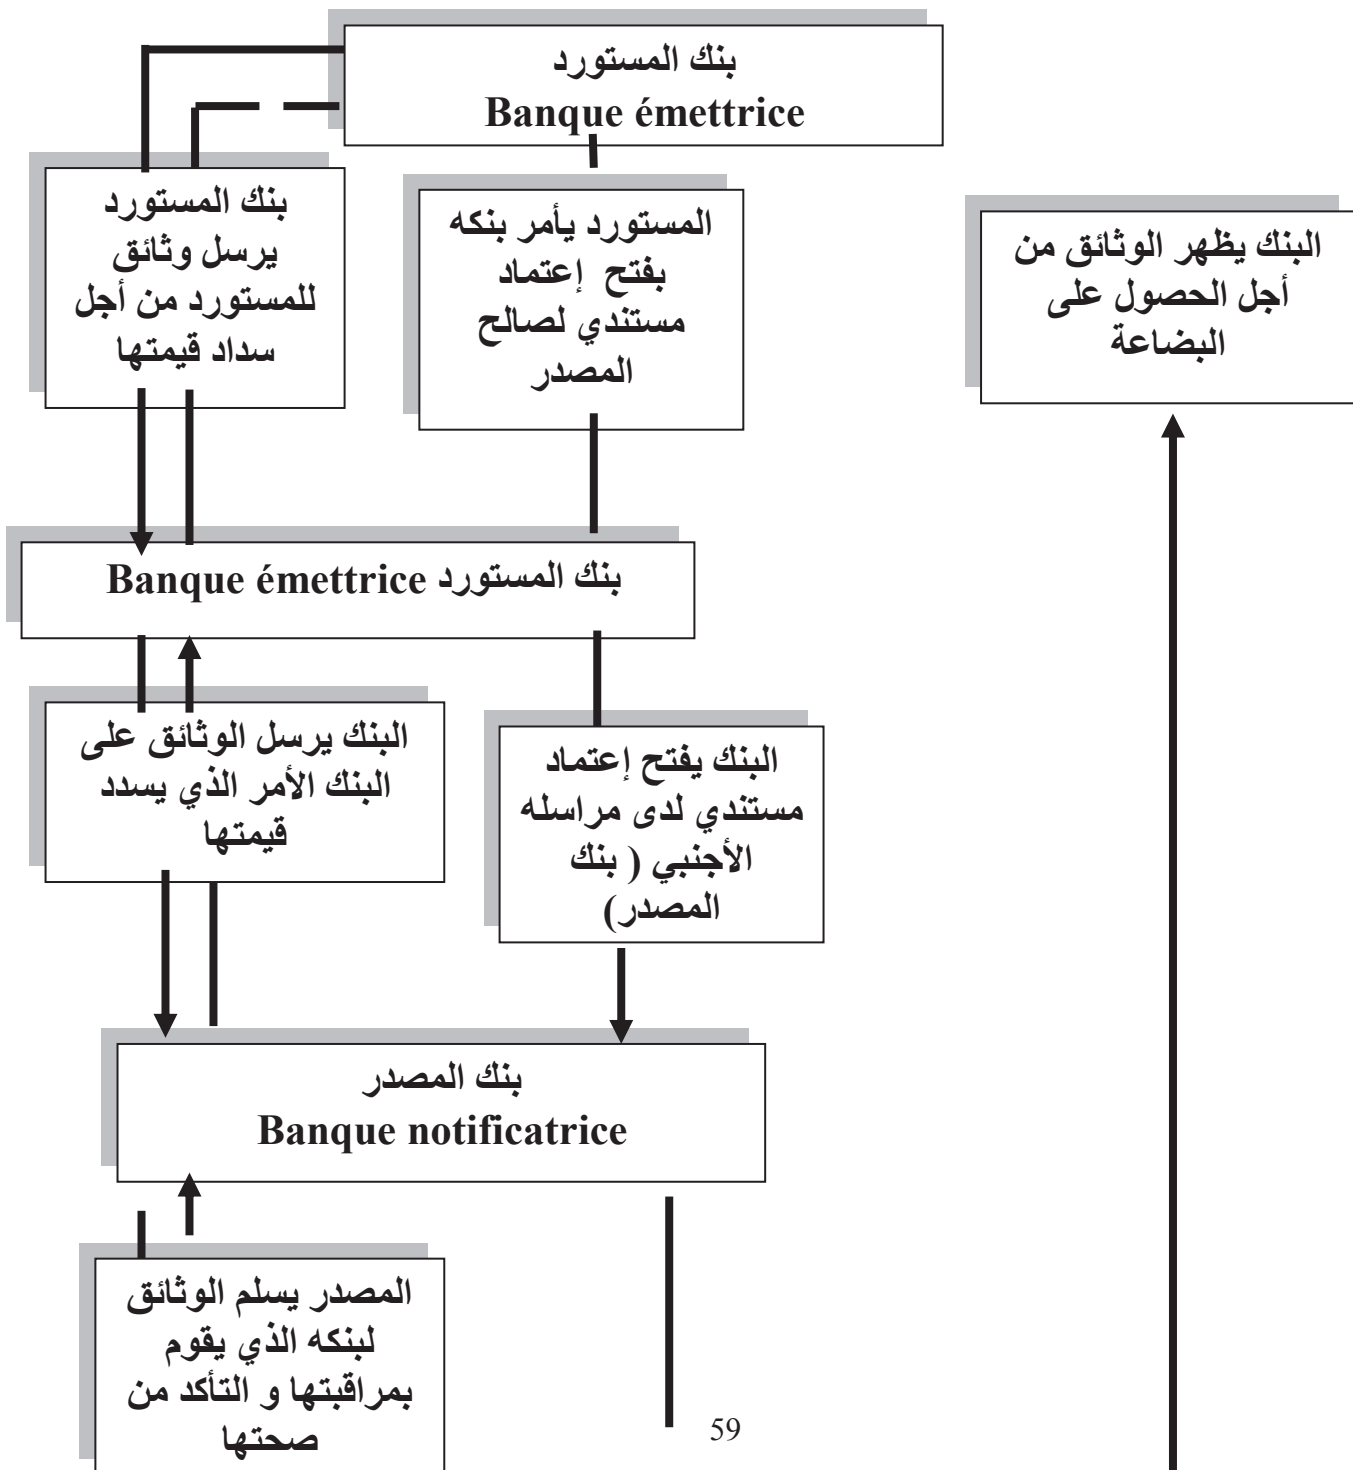 بنك المستورد
Banque émettrice
بنك المستورد
يرسل وثائق
للمستورد من أجل
سداد قيمتها
المستورد يأمر بنكه
بفتح إعتماد
مستندي لصالح
المصدر
البنك يظهر الوثائق من
أجل الحصول على
البضاعة
بنك المستورد Banque émettrice
البنك يرسل الوثائق على
البنك الأمر الذي يسدد
قيمتها
البنك يفتح إعتماد
مستندي لدى مراسله
الأجنبي ( بنك
المصدر)
بنك المصدر
Banque notificatrice
المصدر يسلم الوثائق
لبنكه الذي يقوم
بمراقبتها و التأكد من
صحتها
59